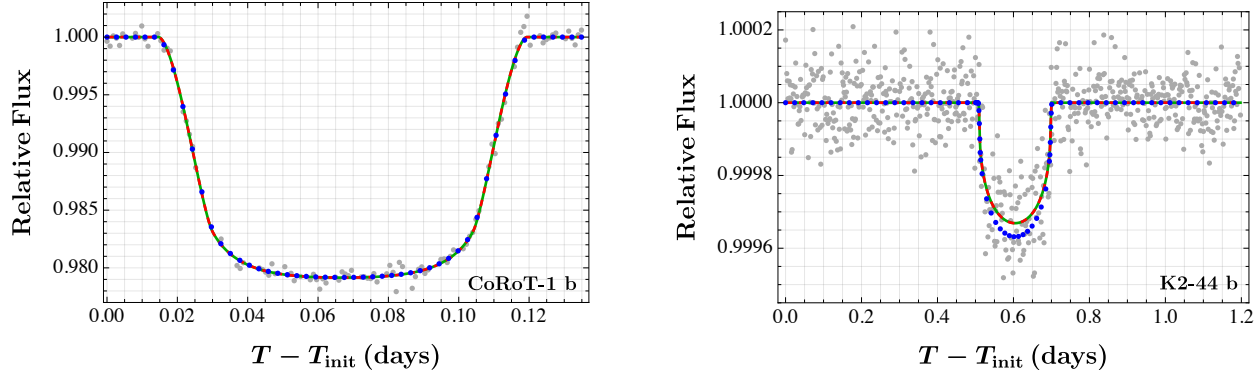 Relative Flux
1.000
0.995
0.990
0.985
0.980
CoRoT-1 b
0.00 0.02 0.04 0.06 0.08 0.10 0.12
T − T_init (days)
Relative Flux
1.0002
1.0000
0.9998
0.9996
K2-44 b
0.0 0.2 0.4 0.6 0.8 1.0 1.2
T − T_init (days)